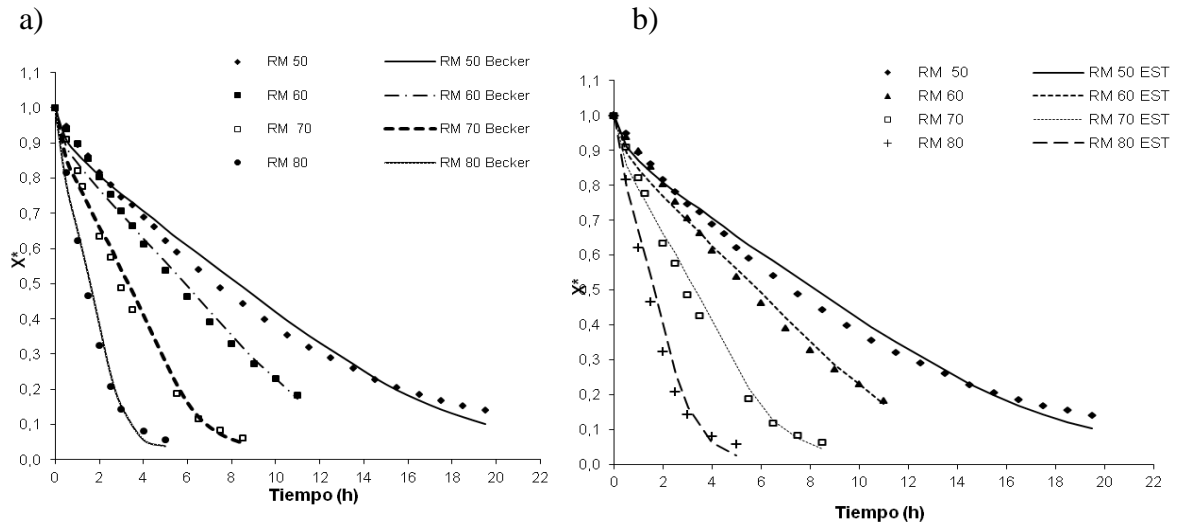 a)
RM 50 RM 50 Becker
RM 60 RM 60 Becker
RM 70 RM 70 Becker
RM 80 RM 80 Becker
1,1
1,0
0,9
0,8
0,7
0,6
0,5
0,4
0,3
0,2
0,1
0,0
X*
0 2 4 6 8 10 12 14 16 18 20 22
Tiempo (h)
b)
RM 50 RM 50 EST
RM 60 RM 60 EST
RM 70 RM 70 EST
RM 80 RM 80 EST
1,1
1,0
0,9
0,8
0,7
0,6
0,5
0,4
0,3
0,2
0,1
0,0
X*
0 2 4 6 8 10 12 14 16 18 20 22
Tiempo (h)